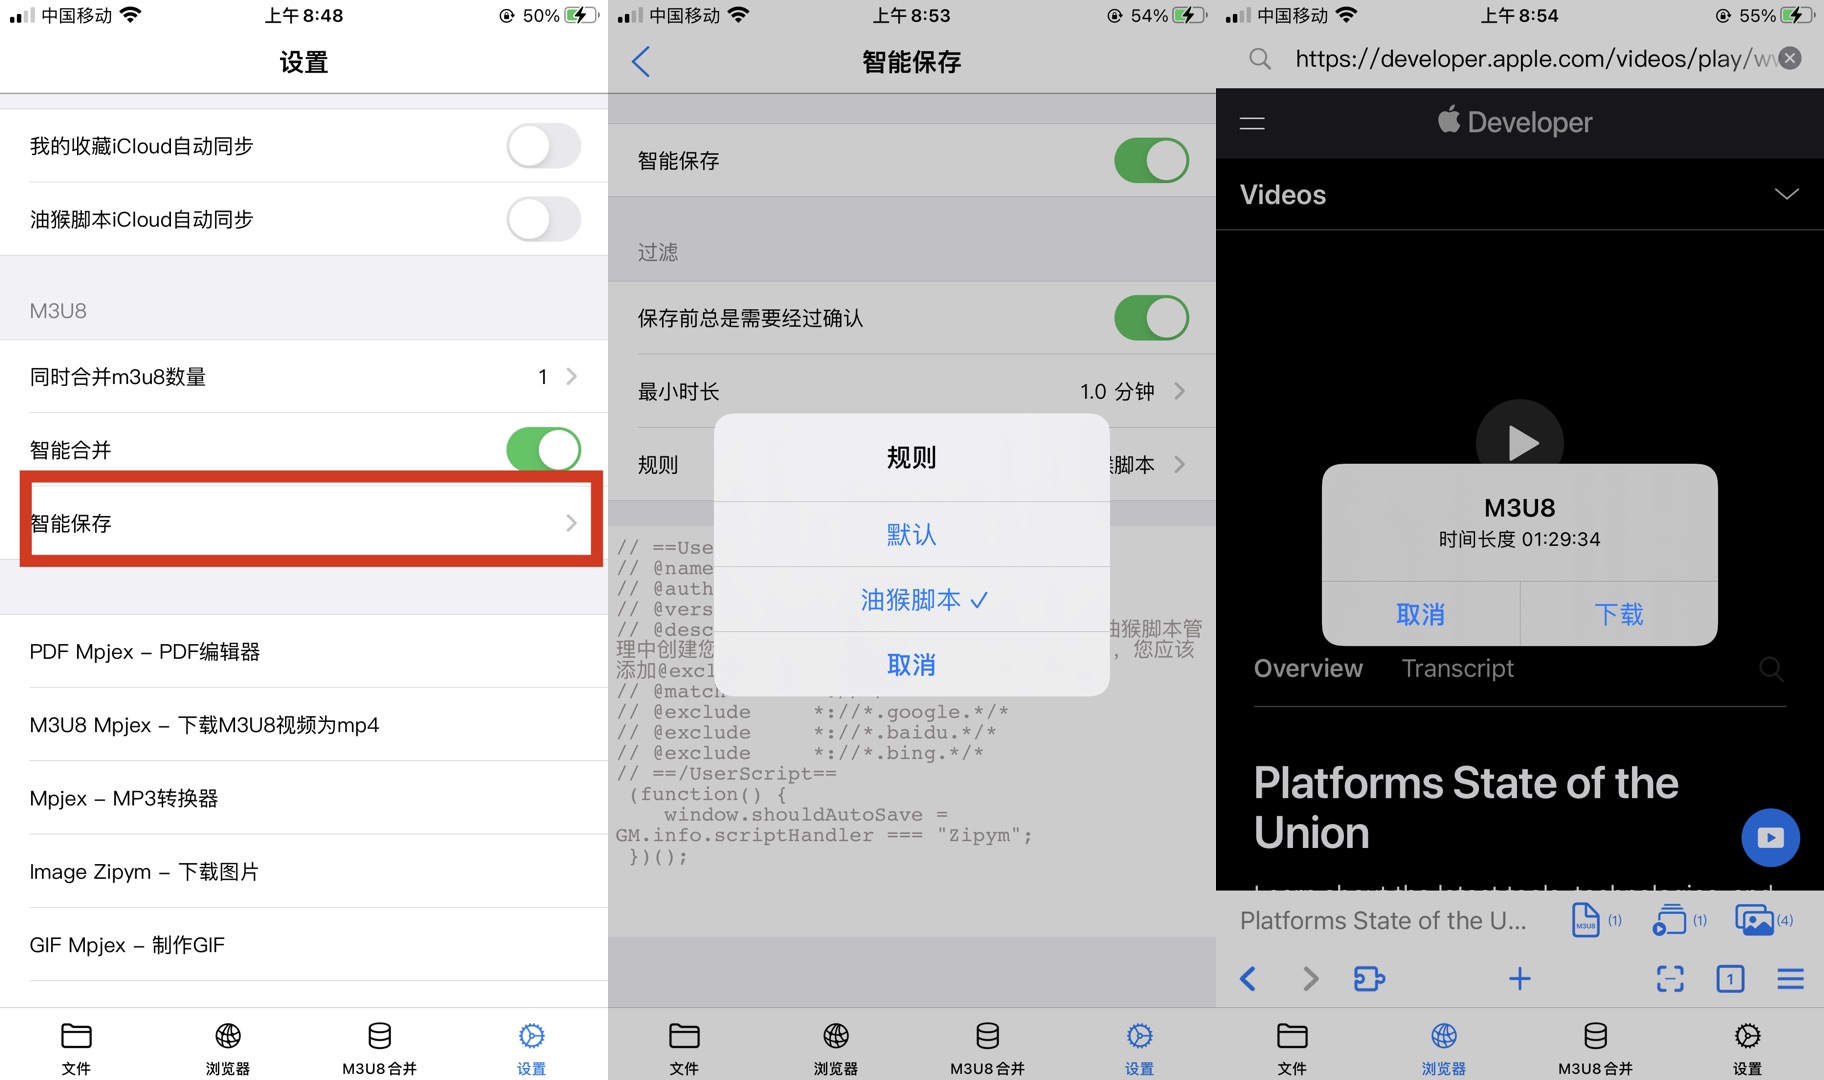 中国移动
上午8:48
50%
设置
我的收藏iCloud自动同步
油猴脚本iCloud自动同步
M3U8
同时合并m3u8数量
1
智能合并
智能保存
PDF Mpjex – PDF编辑器
M3U8 Mpjex – 下载M3U8视频为mp4
Mpjex – MP3转换器
Image Zipym – 下载图片
GIF Mpjex – 制作GIF
文件
浏览器
M3U8合并
设置
中国移动
上午8:53
54%
智能保存
智能保存
过滤
保存前总是需要经过确认
最小时长
1.0 分钟
规则
脚本
规则
默认
油猴脚本
取消
// ==Use
// @name
// @auth
// @vers
// @desc
油猴脚本管
理中创建您
，您应该
添加@excl
// @match
// @exclude *://*.google.*/*
// @exclude *://*.baidu.*/*
// @exclude *://*.bing.*/*
// ==/UserScript==
(function() {
window.shouldAutoSave =
GM.info.scriptHandler === "Zipym";
})();
文件
浏览器
M3U8合并
设置
中国移动
上午8:54
55%
https://developer.apple.com/videos/play/w
Developer
Videos
M3U8
时间长度 01:29:34
取消
下载
Overview
Transcript
Platforms State of the
Union
Learn about the latest tools, technologies, and
Platforms State of the U...
M3U8
(1)
(1)
(4)
1
文件
浏览器
M3U8合并
设置